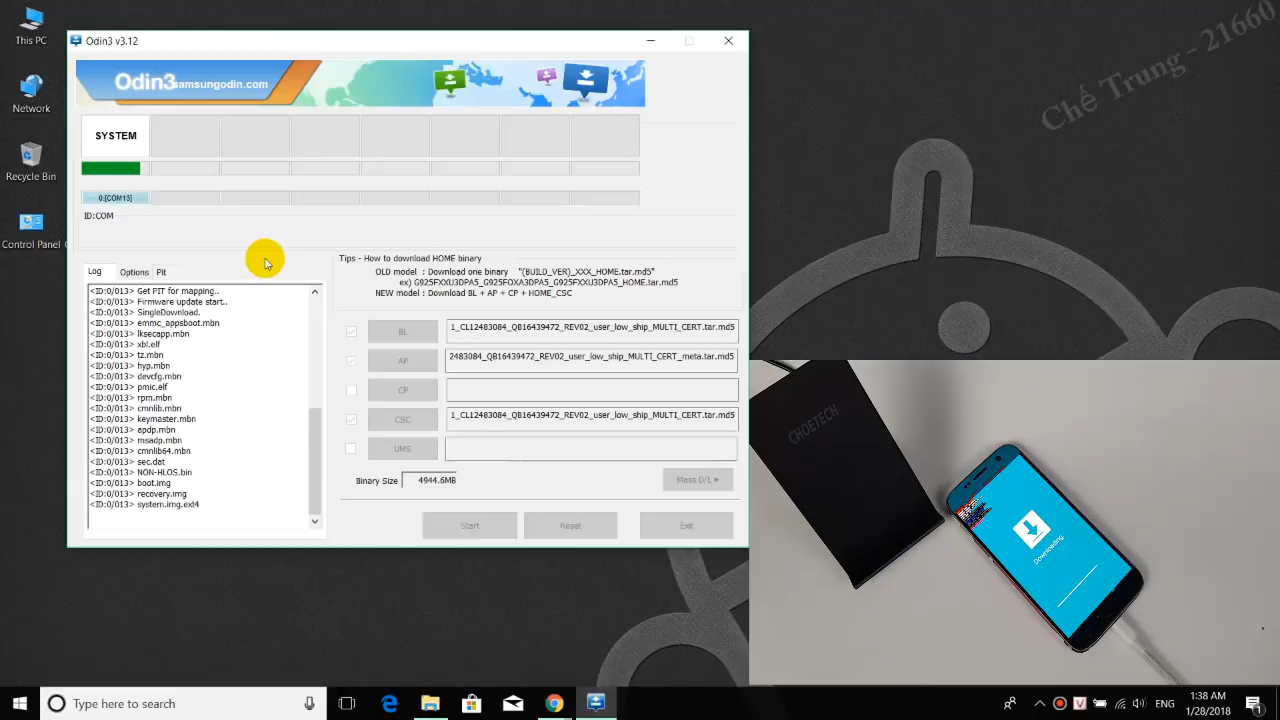 This PC
Network
Recycle Bin
Control Panel
Odin3 v3.12
Odin3
samsungodin.com
SYSTEM
0:[COM13]
ID:COM
Log
Options
Pit
<ID:0/013> Get PIT for mapping..
<ID:0/013> Firmware update start..
<ID:0/013> SingleDownload.
<ID:0/013> emmc_appsboot.mbn
<ID:0/013> lksecapp.mbn
<ID:0/013> xbl.elf
<ID:0/013> tz.mbn
<ID:0/013> hyp.mbn
<ID:0/013> devcfg.mbn
<ID:0/013> pmic.elf
<ID:0/013> rpm.mbn
<ID:0/013> cmnlib.mbn
<ID:0/013> keymaster.mbn
<ID:0/013> apdp.mbn
<ID:0/013> msadp.mbn
<ID:0/013> cmnlib64.mbn
<ID:0/013> sec.dat
<ID:0/013> NON-HLOS.bin
<ID:0/013> boot.img
<ID:0/013> recovery.img
<ID:0/013> system.img.ext4
Tips - How to download HOME binary
OLD model : Download one binary "(BUILD_VER)_XXX_HOME.tar.md5"
ex) G925FXXU3DPA5_G925FOXA3DPA5_G925FXXU3DPA5_HOME.tar.md5
NEW model : Download BL + AP + CP + HOME_CSC
BL
1_CL12483084_QB16439472_REV02_user_low_ship_MULTI_CERT.tar.md5
AP
2483084_QB16439472_REV02_user_low_ship_MULTI_CERT_meta.tar.md5
CP
CSC
1_CL12483084_QB16439472_REV02_user_low_ship_MULTI_CERT.tar.md5
UMS
Binary Size
4944.6MB
Mass D/L
Start
Reset
Exit
Chế Trung - 21660
CHOETECH
Downloading
Type here to search
ENG
1:38 AM
1/28/2018